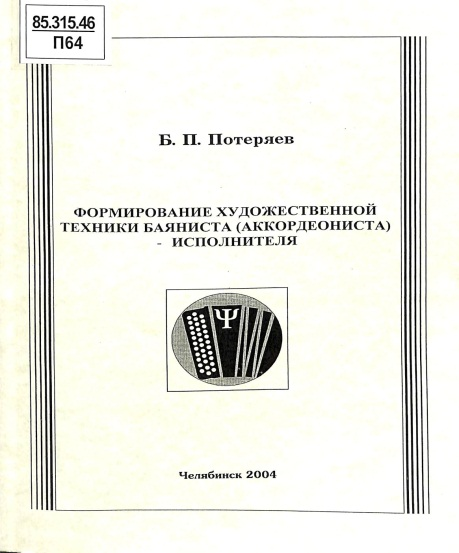 85.315.46
П64
Б. П. Потеряев
ФОРМИРОВАНИЕ ХУДОЖЕСТВЕННОЙ
ТЕХНИКИ БАЯНИСТА (АККОРДЕОНИСТА)
- ИСПОЛНИТЕЛЯ
Ψ
Челябинск 2004